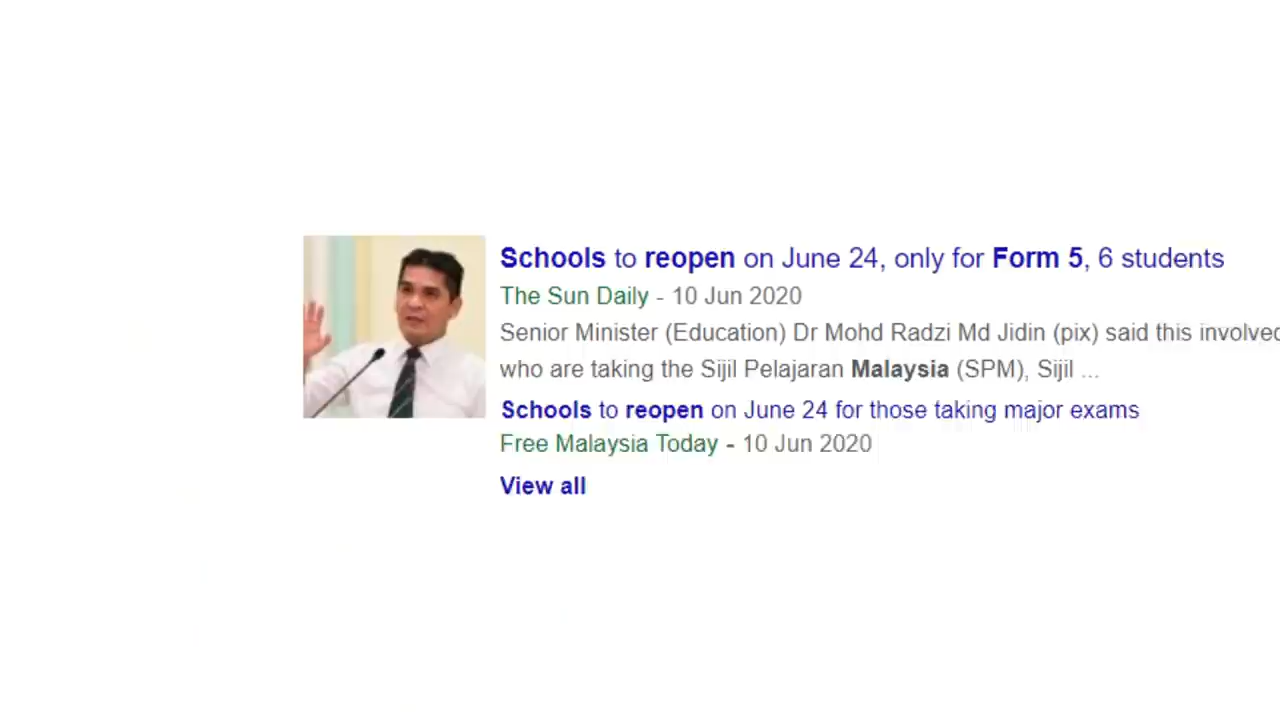 Schools to reopen on June 24, only for Form 5, 6 students
The Sun Daily - 10 Jun 2020
Senior Minister (Education) Dr Mohd Radzi Md Jidin (pix) said this involved
who are taking the Sijil Pelajaran Malaysia (SPM), Sijil ...
Schools to reopen on June 24 for those taking major exams
Free Malaysia Today - 10 Jun 2020
View all